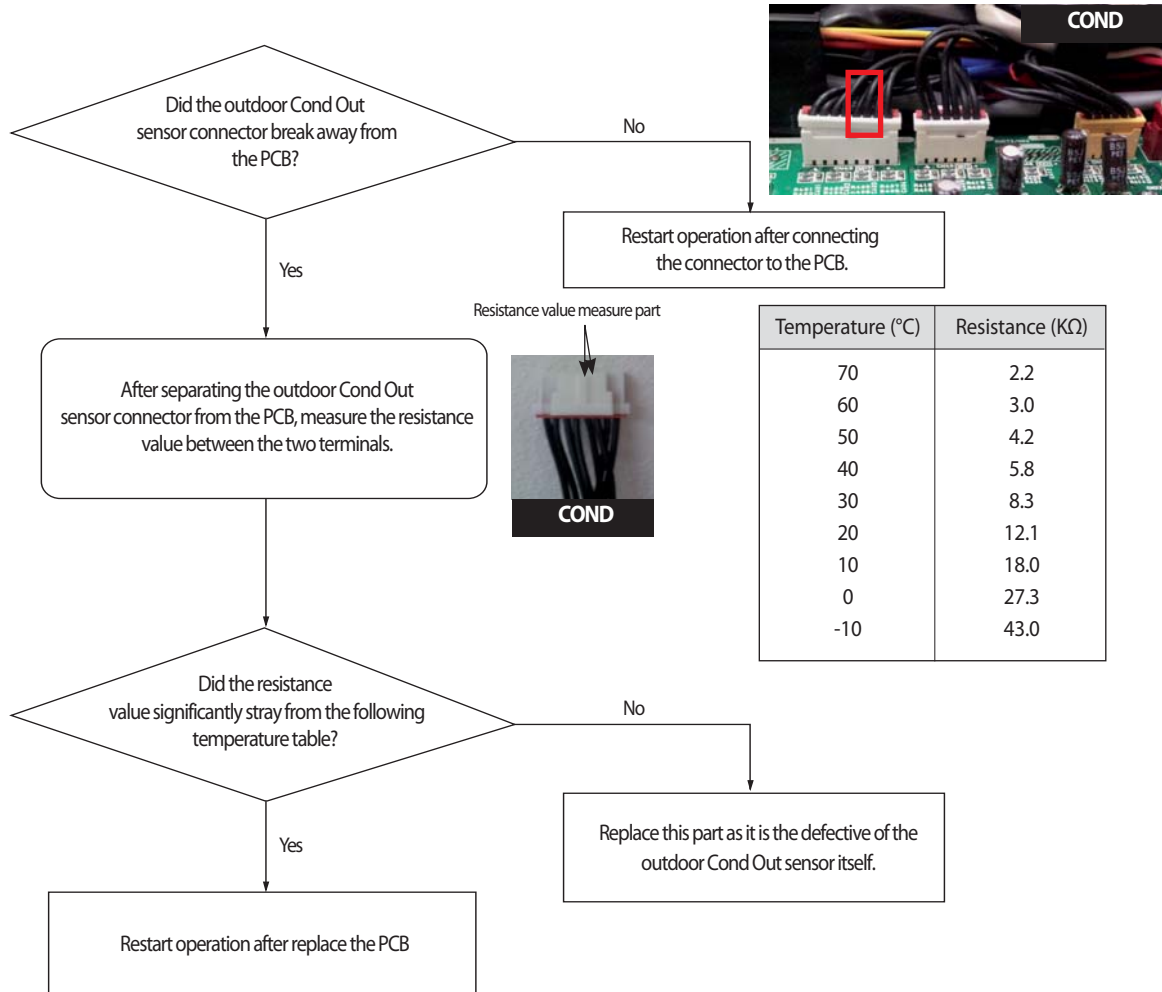 COND
Did the outdoor Cond Out
sensor connector break away from
the PCB?
No
Restart operation after connecting
the connector to the PCB.
Yes
Resistance value measure part
COND
After separating the outdoor Cond Out
sensor connector from the PCB, measure the resistance
value between the two terminals.
Temperature (°C) Resistance (KΩ)
70 2.2
60 3.0
50 4.2
40 5.8
30 8.3
20 12.1
10 18.0
0 27.3
-10 43.0
Did the resistance
value significantly stray from the following
temperature table?
No
Replace this part as it is the defective of the
outdoor Cond Out sensor itself.
Yes
Restart operation after replace the PCB